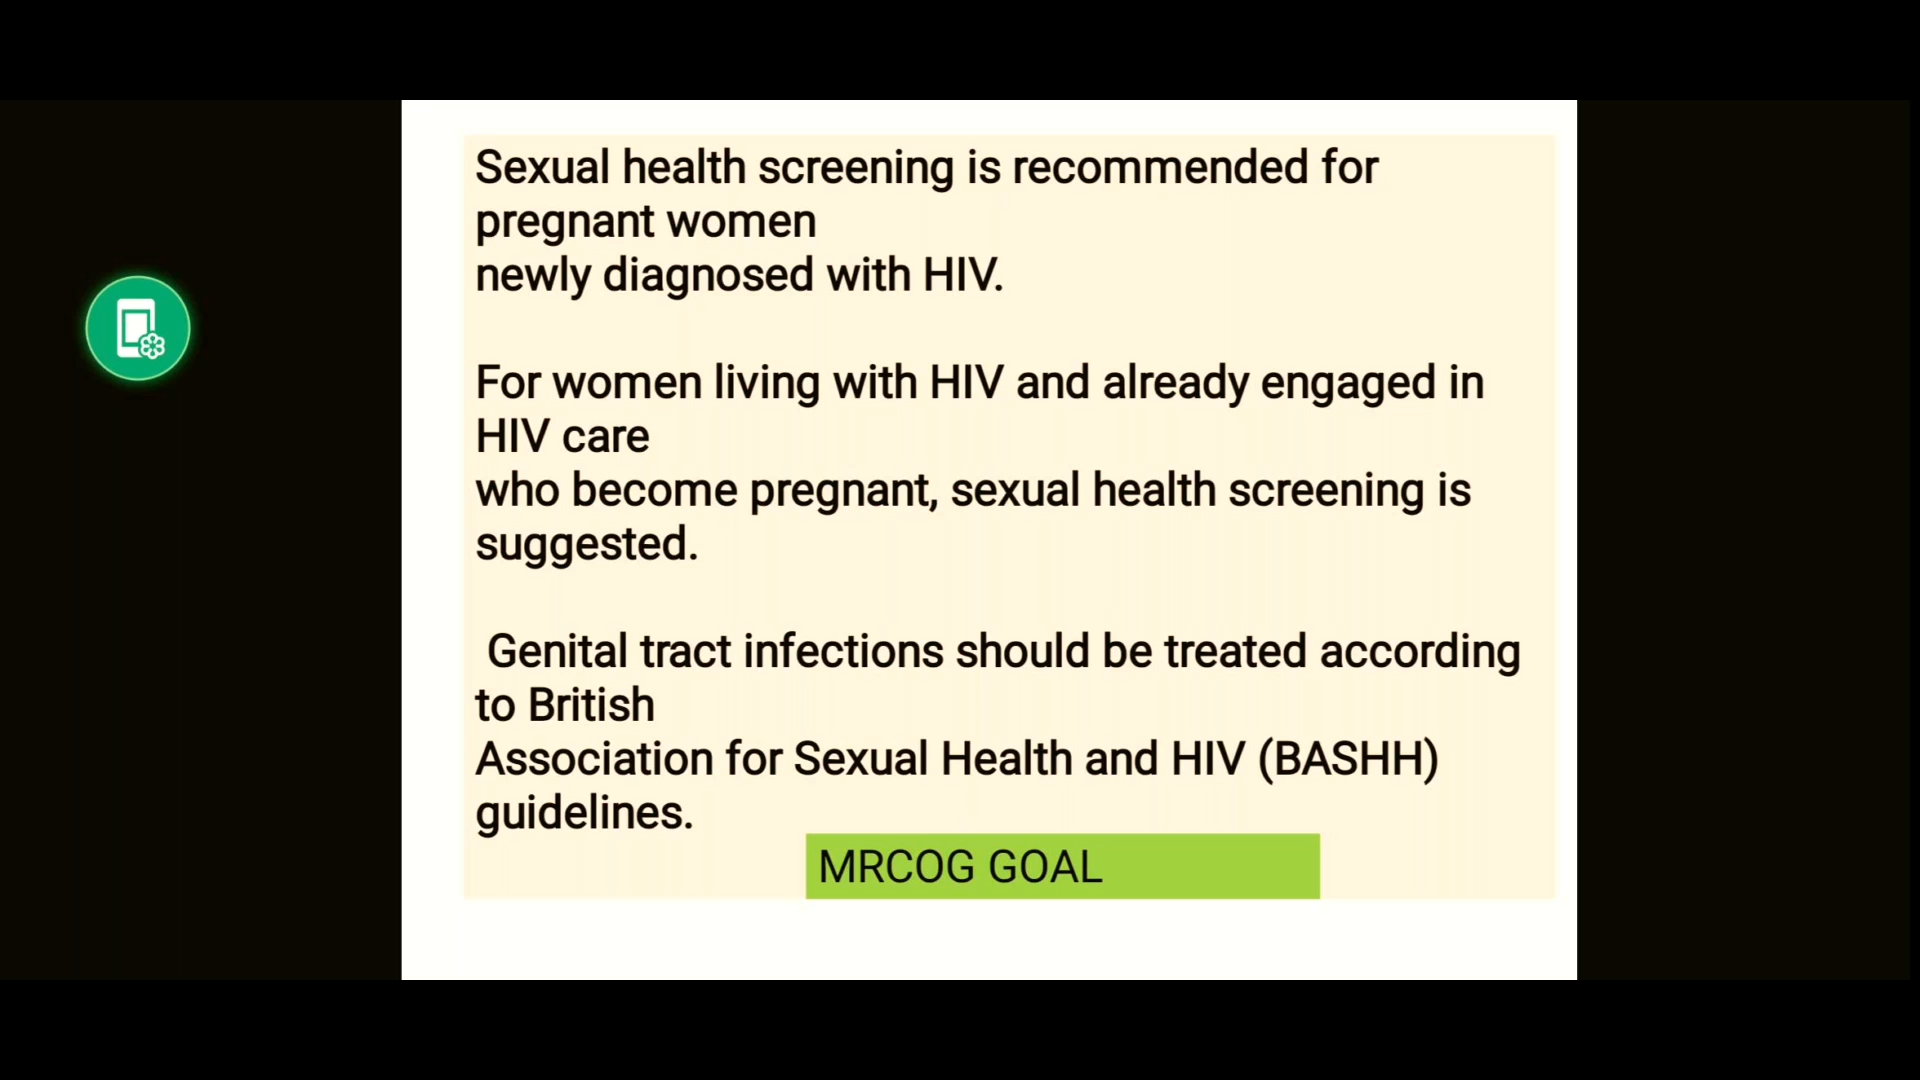 Sexual health screening is recommended for
pregnant women
newly diagnosed with HIV.
For women living with HIV and already engaged in
HIV care
who become pregnant, sexual health screening is
suggested.
Genital tract infections should be treated according
to British
Association for Sexual Health and HIV (BASHH)
guidelines.
MRCOG GOAL